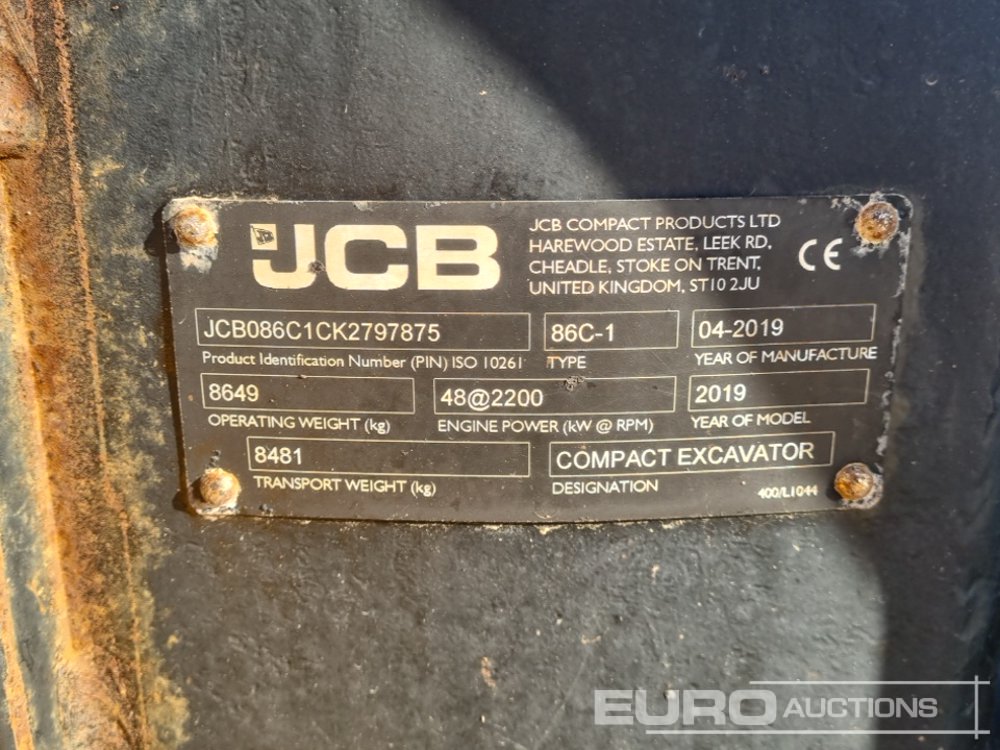 JCB
JCB COMPACT PRODUCTS LTD
HAREWOOD ESTATE, LEEK RD,
CHEADLE, STOKE ON TRENT,
UNITED KINGDOM, ST10 2JU
CE
JCB086C1CK2797875
Product Identification Number (PIN) ISO 10261
86C-1
TYPE
04-2019
YEAR OF MANUFACTURE
8649
OPERATING WEIGHT (kg)
48@2200
ENGINE POWER (kW @ RPM)
2019
YEAR OF MODEL
8481
TRANSPORT WEIGHT (kg)
COMPACT EXCAVATOR
DESIGNATION
400/L1044
EURO AUCTIONS